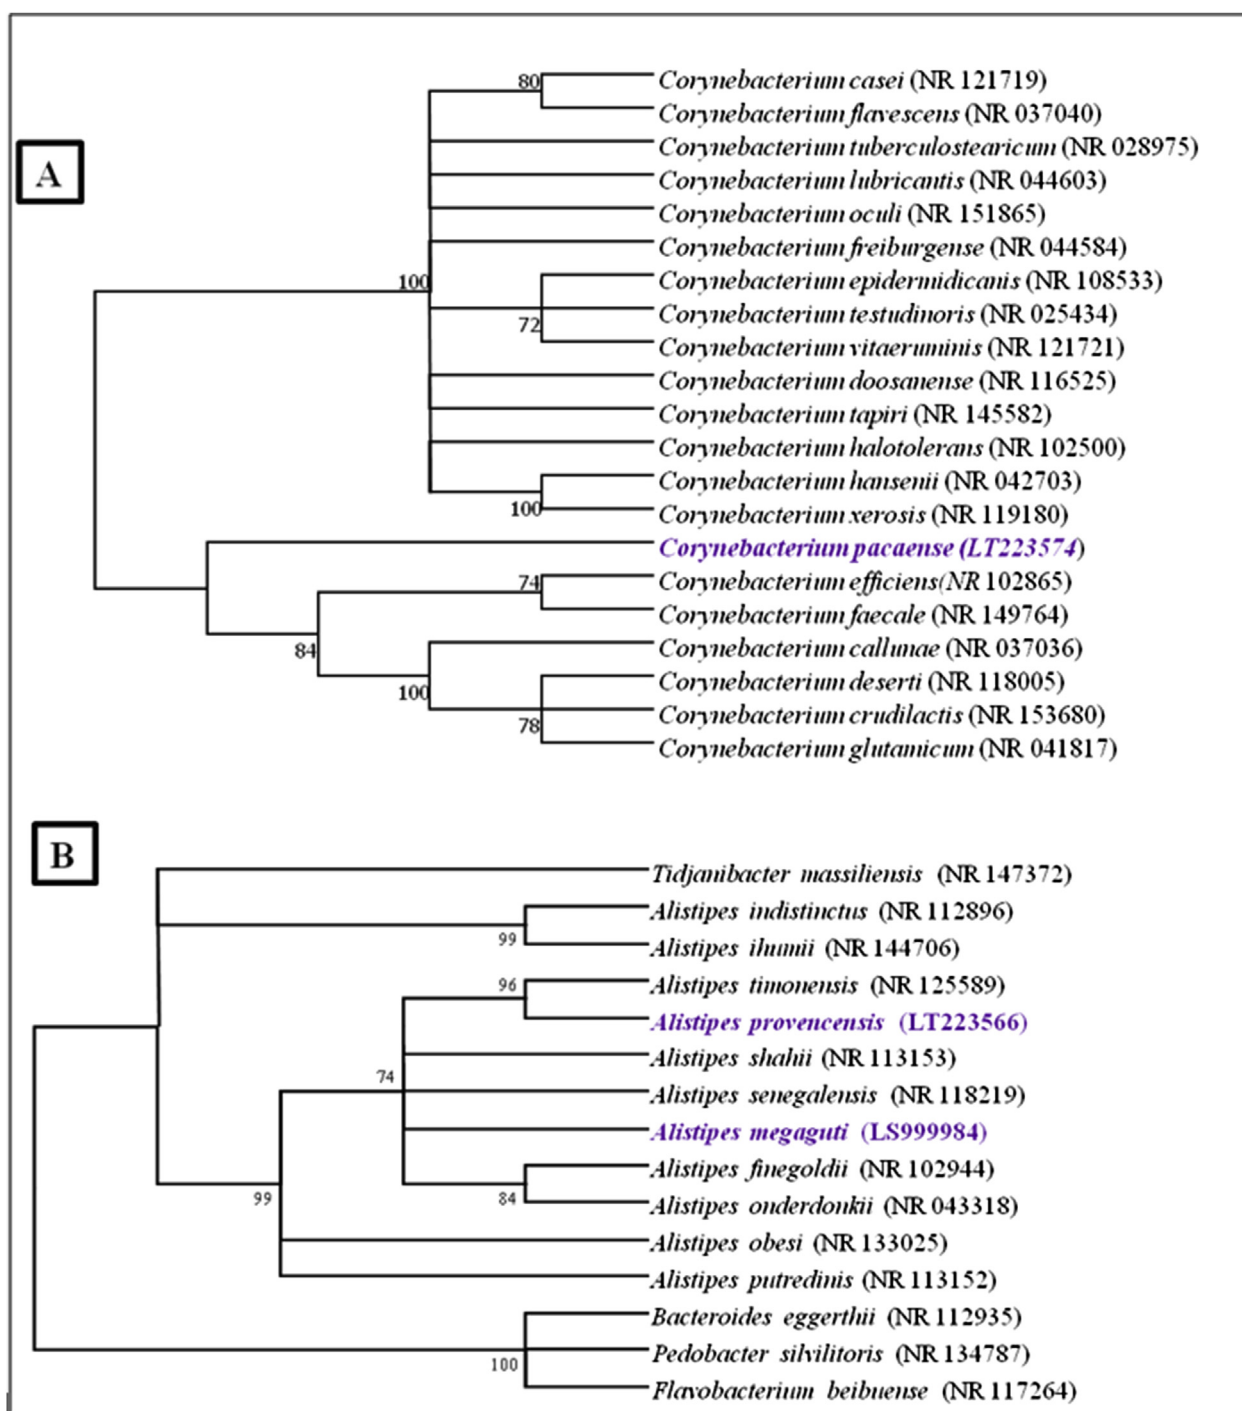 80
Corynebacterium casei (NR 121719)
Corynebacterium flavescens (NR 037040)
A
Corynebacterium tuberculostearicum (NR 028975)
Corynebacterium lubricantis (NR 044603)
Corynebacterium oculi (NR 151865)
Corynebacterium freiburgense (NR 044584)
100
Corynebacterium epidermidicanis (NR 108533)
Corynebacterium testudinoris (NR 025434)
72
Corynebacterium vitaeruminis (NR 121721)
Corynebacterium doosanense (NR 116525)
Corynebacterium tapiri (NR 145582)
Corynebacterium halotolerans (NR 102500)
Corynebacterium hansenii (NR 042703)
100
Corynebacterium xerosis (NR 119180)
Corynebacterium pacaense (LT223574)
74
Corynebacterium efficiens(NR 102865)
Corynebacterium faecale (NR 149764)
84
Corynebacterium callunae (NR 037036)
100
Corynebacterium deserti (NR 118005)
Corynebacterium crudilactis (NR 153680)
78
Corynebacterium glutamicum (NR 041817)
B
Tidjanibacter massiliensis (NR 147372)
Alistipes indistinctus (NR 112896)
99
Alistipes ihumii (NR 144706)
96
Alistipes timonensis (NR 125589)
Alistipes provencensis (LT223566)
Alistipes shahii (NR 113153)
74
Alistipes senegalensis (NR 118219)
Alistipes megaguti (LS999984)
Alistipes finegoldii (NR 102944)
99
84
Alistipes onderdonkii (NR 043318)
Alistipes obesi (NR 133025)
Alistipes putredinis (NR 113152)
Bacteroides eggerthii (NR 112935)
Pedobacter silvilitoris (NR 134787)
100
Flavobacterium beibuense (NR 117264)